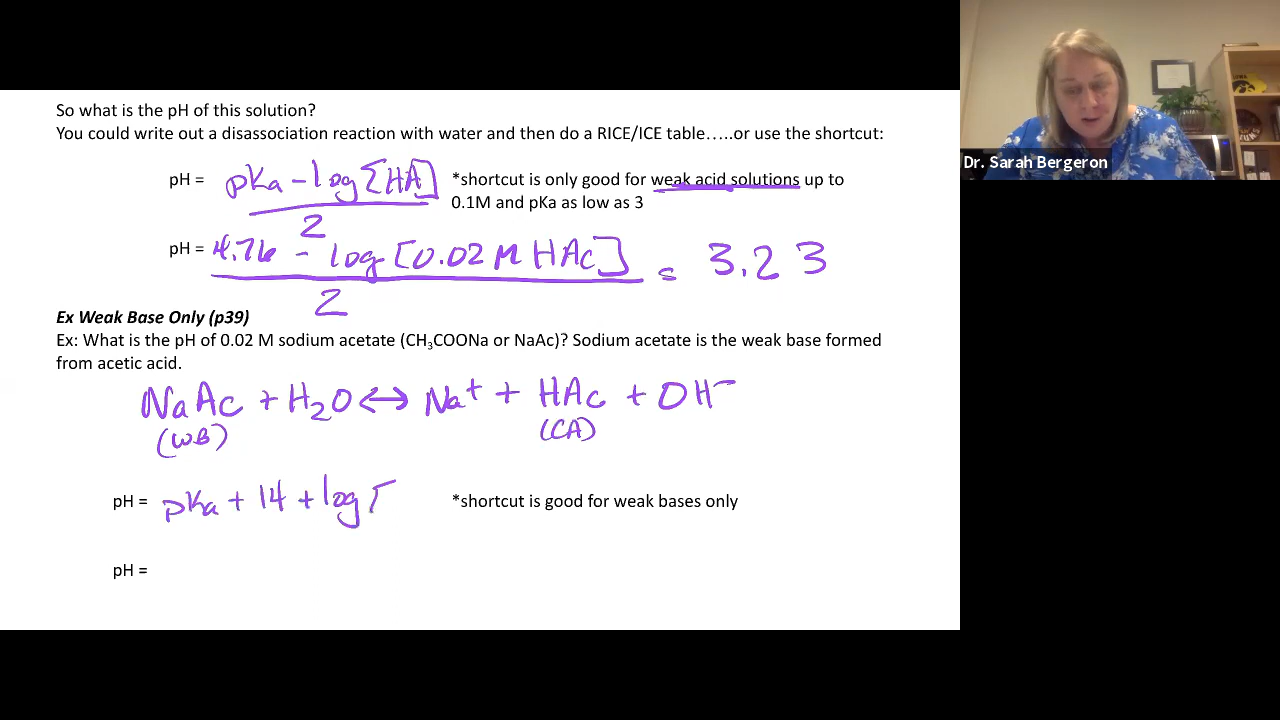 So what is the pH of this solution?
You could write out a disassociation reaction with water and then do a RICE/ICE table…..or use the shortcut:
pH = pKa - log [HA] / 2 *shortcut is only good for weak acid solutions up to
0.1M and pKa as low as 3
pH = 4.76 - log [0.02 M HAc] / 2 = 3.23
Ex Weak Base Only (p39)
Ex: What is the pH of 0.02 M sodium acetate (CH₃COONa or NaAc)? Sodium acetate is the weak base formed
from acetic acid.
NaAc + H₂O ↔ Na⁺ + HAc + OH⁻
(WB) (CA)
pH = pKa + 14 + log [ *shortcut is good for weak bases only
pH =
Dr. Sarah Bergeron
IOWA